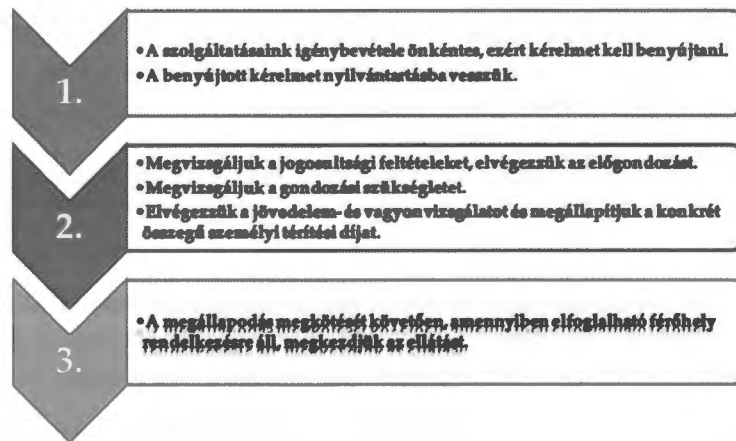 1.
•A szolgáltatásaink igénybevétele önkéntes, ezért kérelmet kell benyújtani.
•A benyújtott kérelmet nyilvántartásba vesszük.
2.
•Megvizsgáljuk a jogosultsági feltételeket, elvégezzük az előgondozást.
•Megvizsgáljuk a gondozási szükségletet.
•Elvégezzük a jövedelem- és vagyonvizsgálatot és megállapítjuk a konkrét
összegű személyi térítési díjat.
3.
•A megállapodás megkötését követően, amennyiben elfoglalható férőhely
rendelkezésre áll, megkezdjük az ellátást.